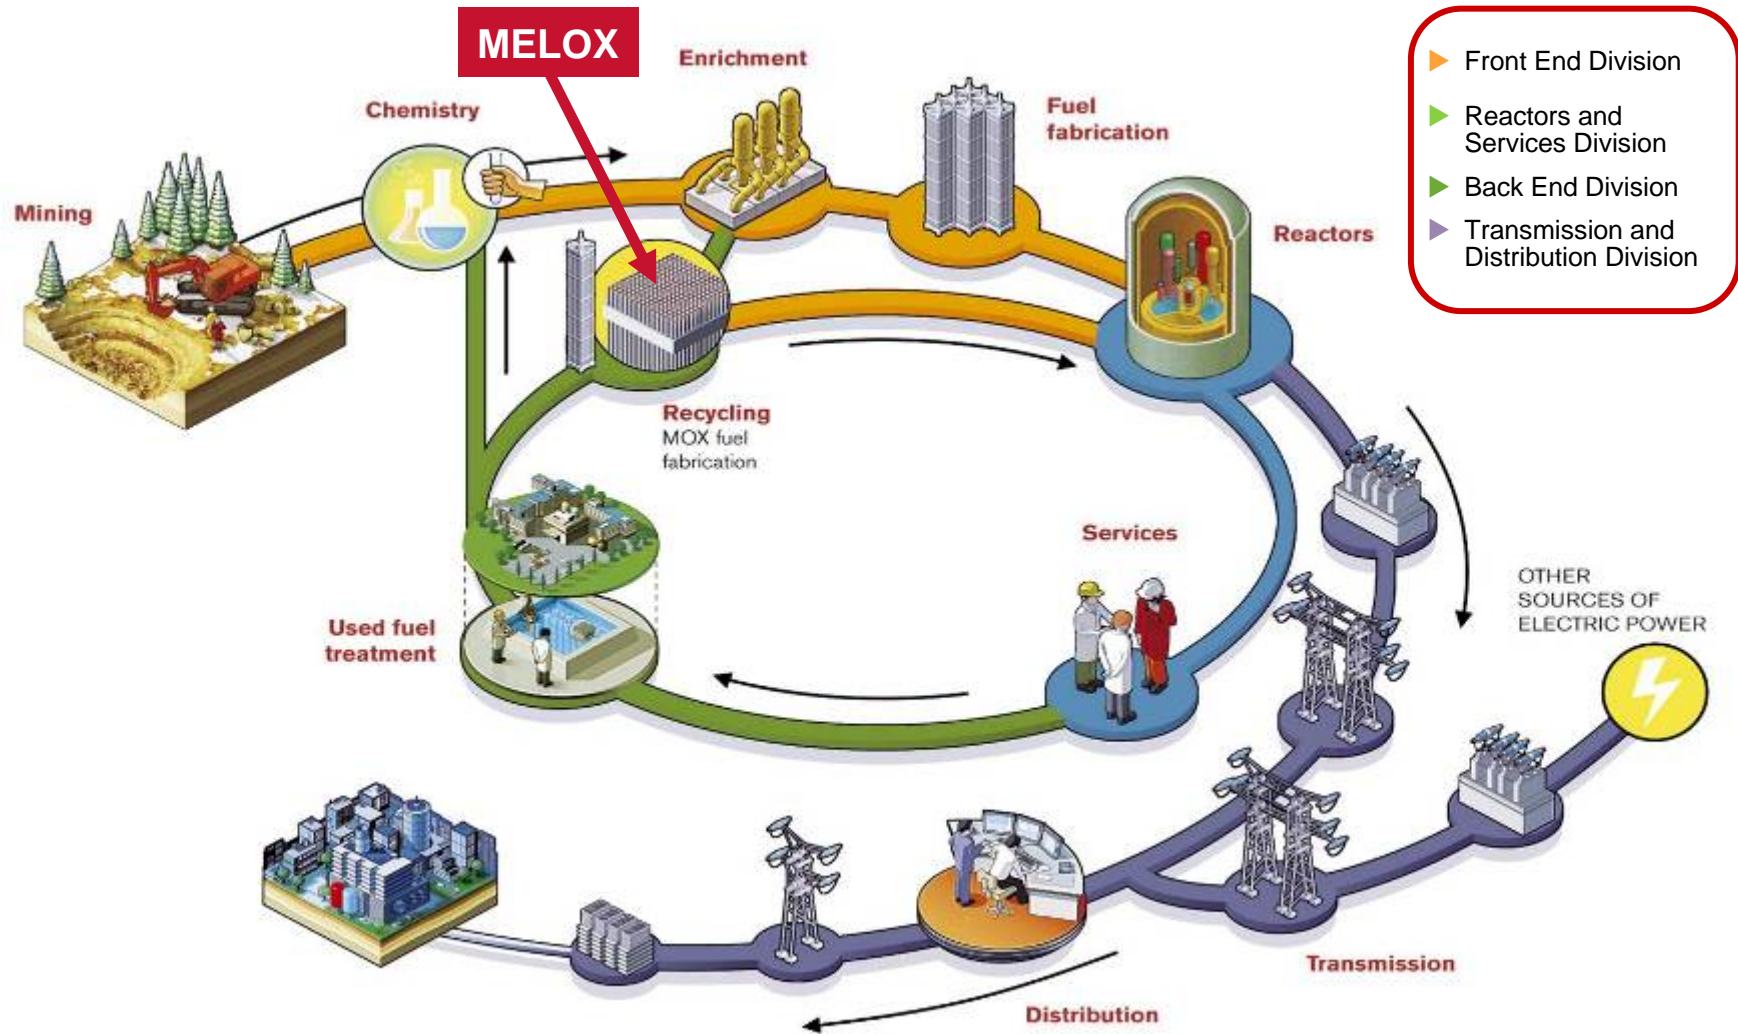 MELOX
Enrichment
Chemistry
Fuel
fabrication
Mining
Reactors
Front End Division
Reactors and
Services Division
Back End Division
Transmission and
Distribution Division
Recycling
MOX fuel
fabrication
Services
Used fuel
treatment
OTHER
SOURCES OF
ELECTRIC POWER
Transmission
Distribution